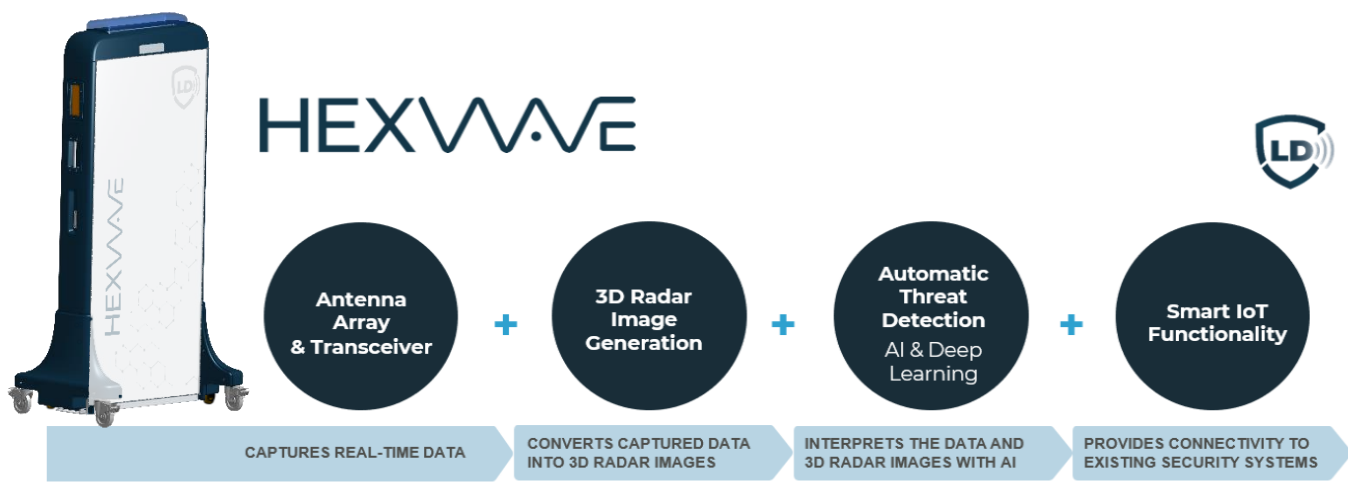 LD
HEXWAVE
HEXWAVE
LD
Antenna
Array
& Transceiver
+
3D Radar
Image
Generation
+
Automatic
Threat
Detection
AI & Deep
Learning
+
Smart IoT
Functionality
CAPTURES REAL-TIME DATA
CONVERTS CAPTURED DATA
INTO 3D RADAR IMAGES
INTERPRETS THE DATA AND
3D RADAR IMAGES WITH AI
PROVIDES CONNECTIVITY TO
EXISTING SECURITY SYSTEMS